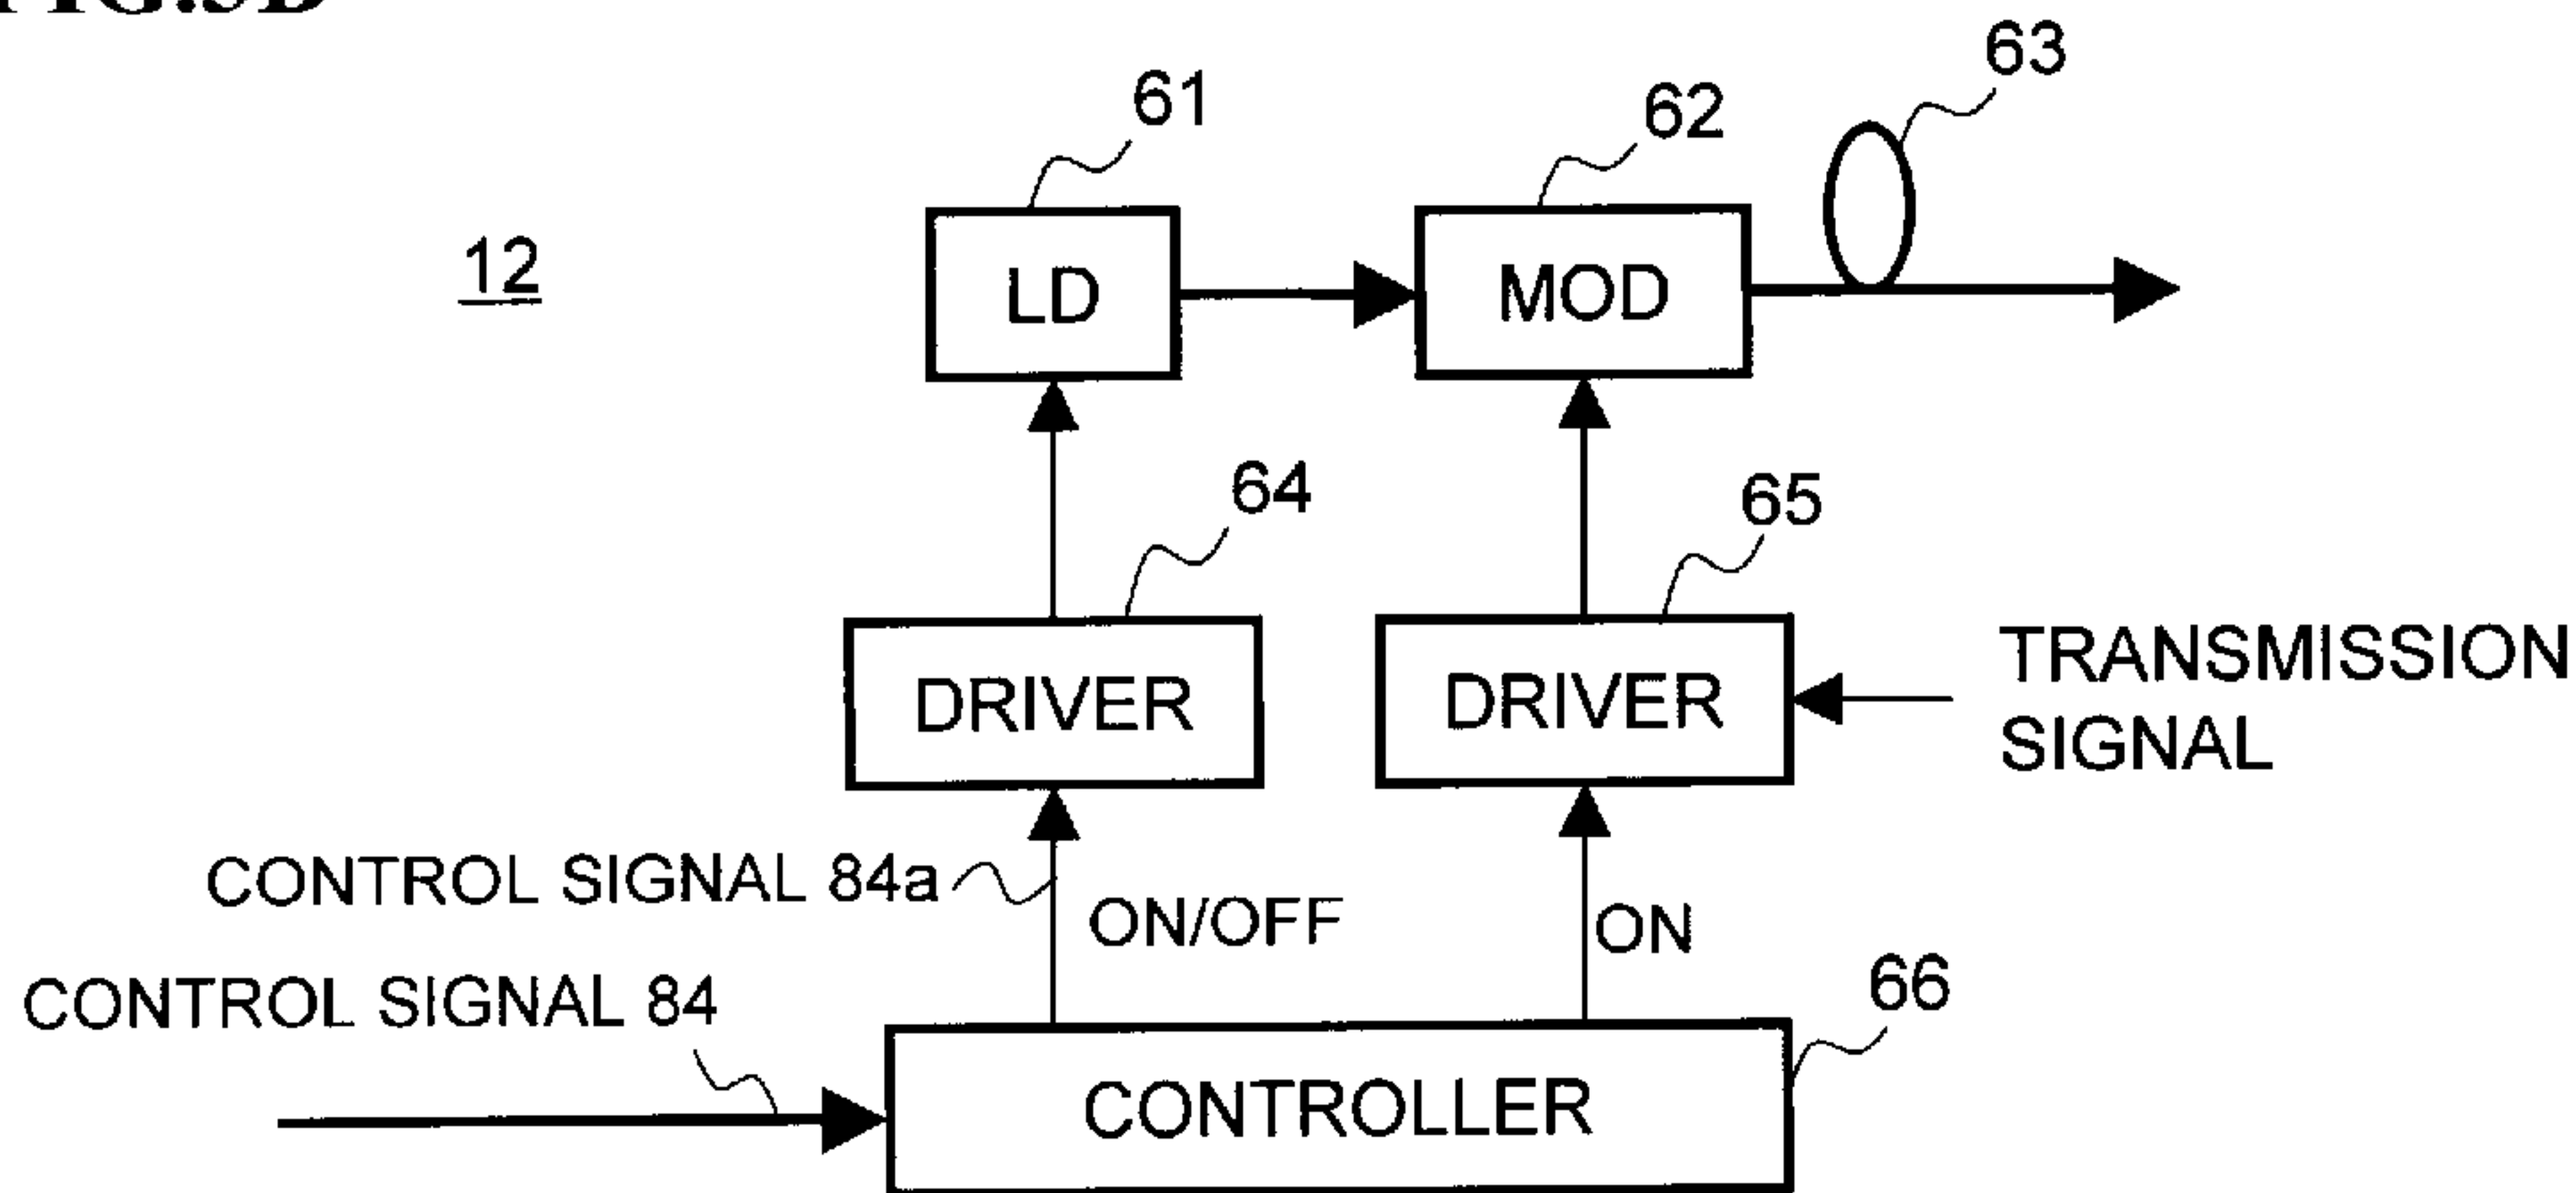 61
62
63
12
LD
MOD
64
65
DRIVER
DRIVER
TRANSMISSION
SIGNAL
CONTROL SIGNAL 84a
ON/OFF
ON
CONTROL SIGNAL 84
66
CONTROLLER